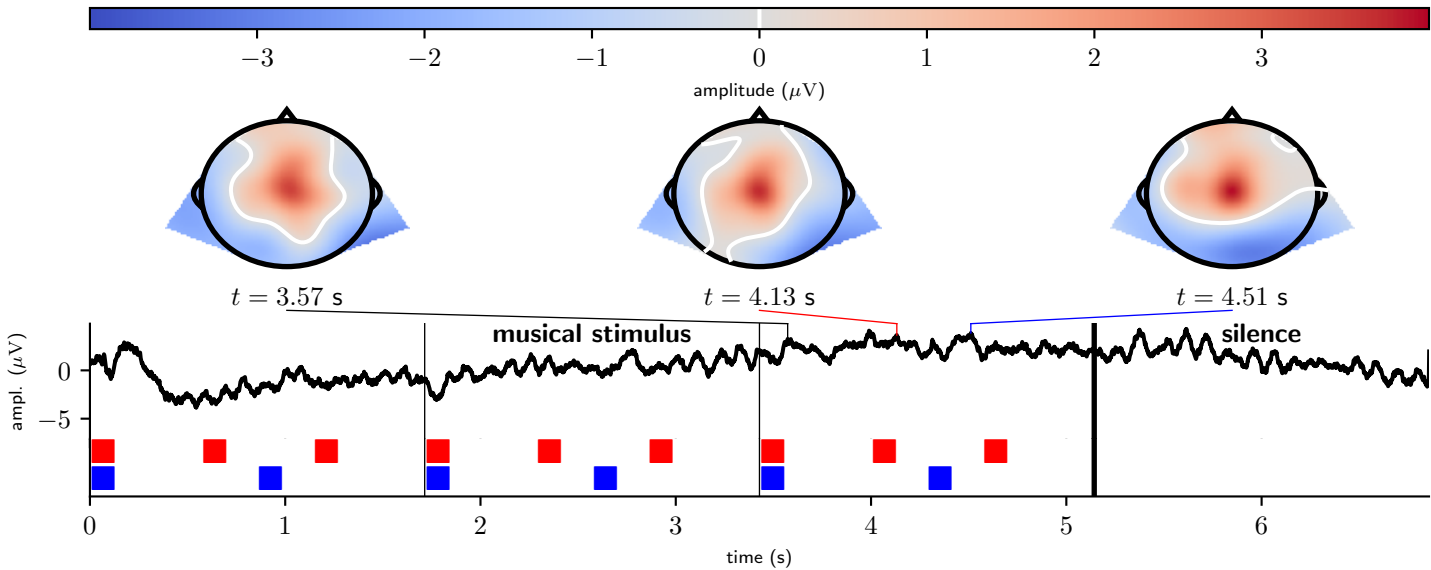 −3 −2 −1 0 1 2 3
amplitude (μV)
t = 3.57 s t = 4.13 s t = 4.51 s
musical stimulus silence
ampl. (μV)
0
−5
0 1 2 3 4 5 6
time (s)